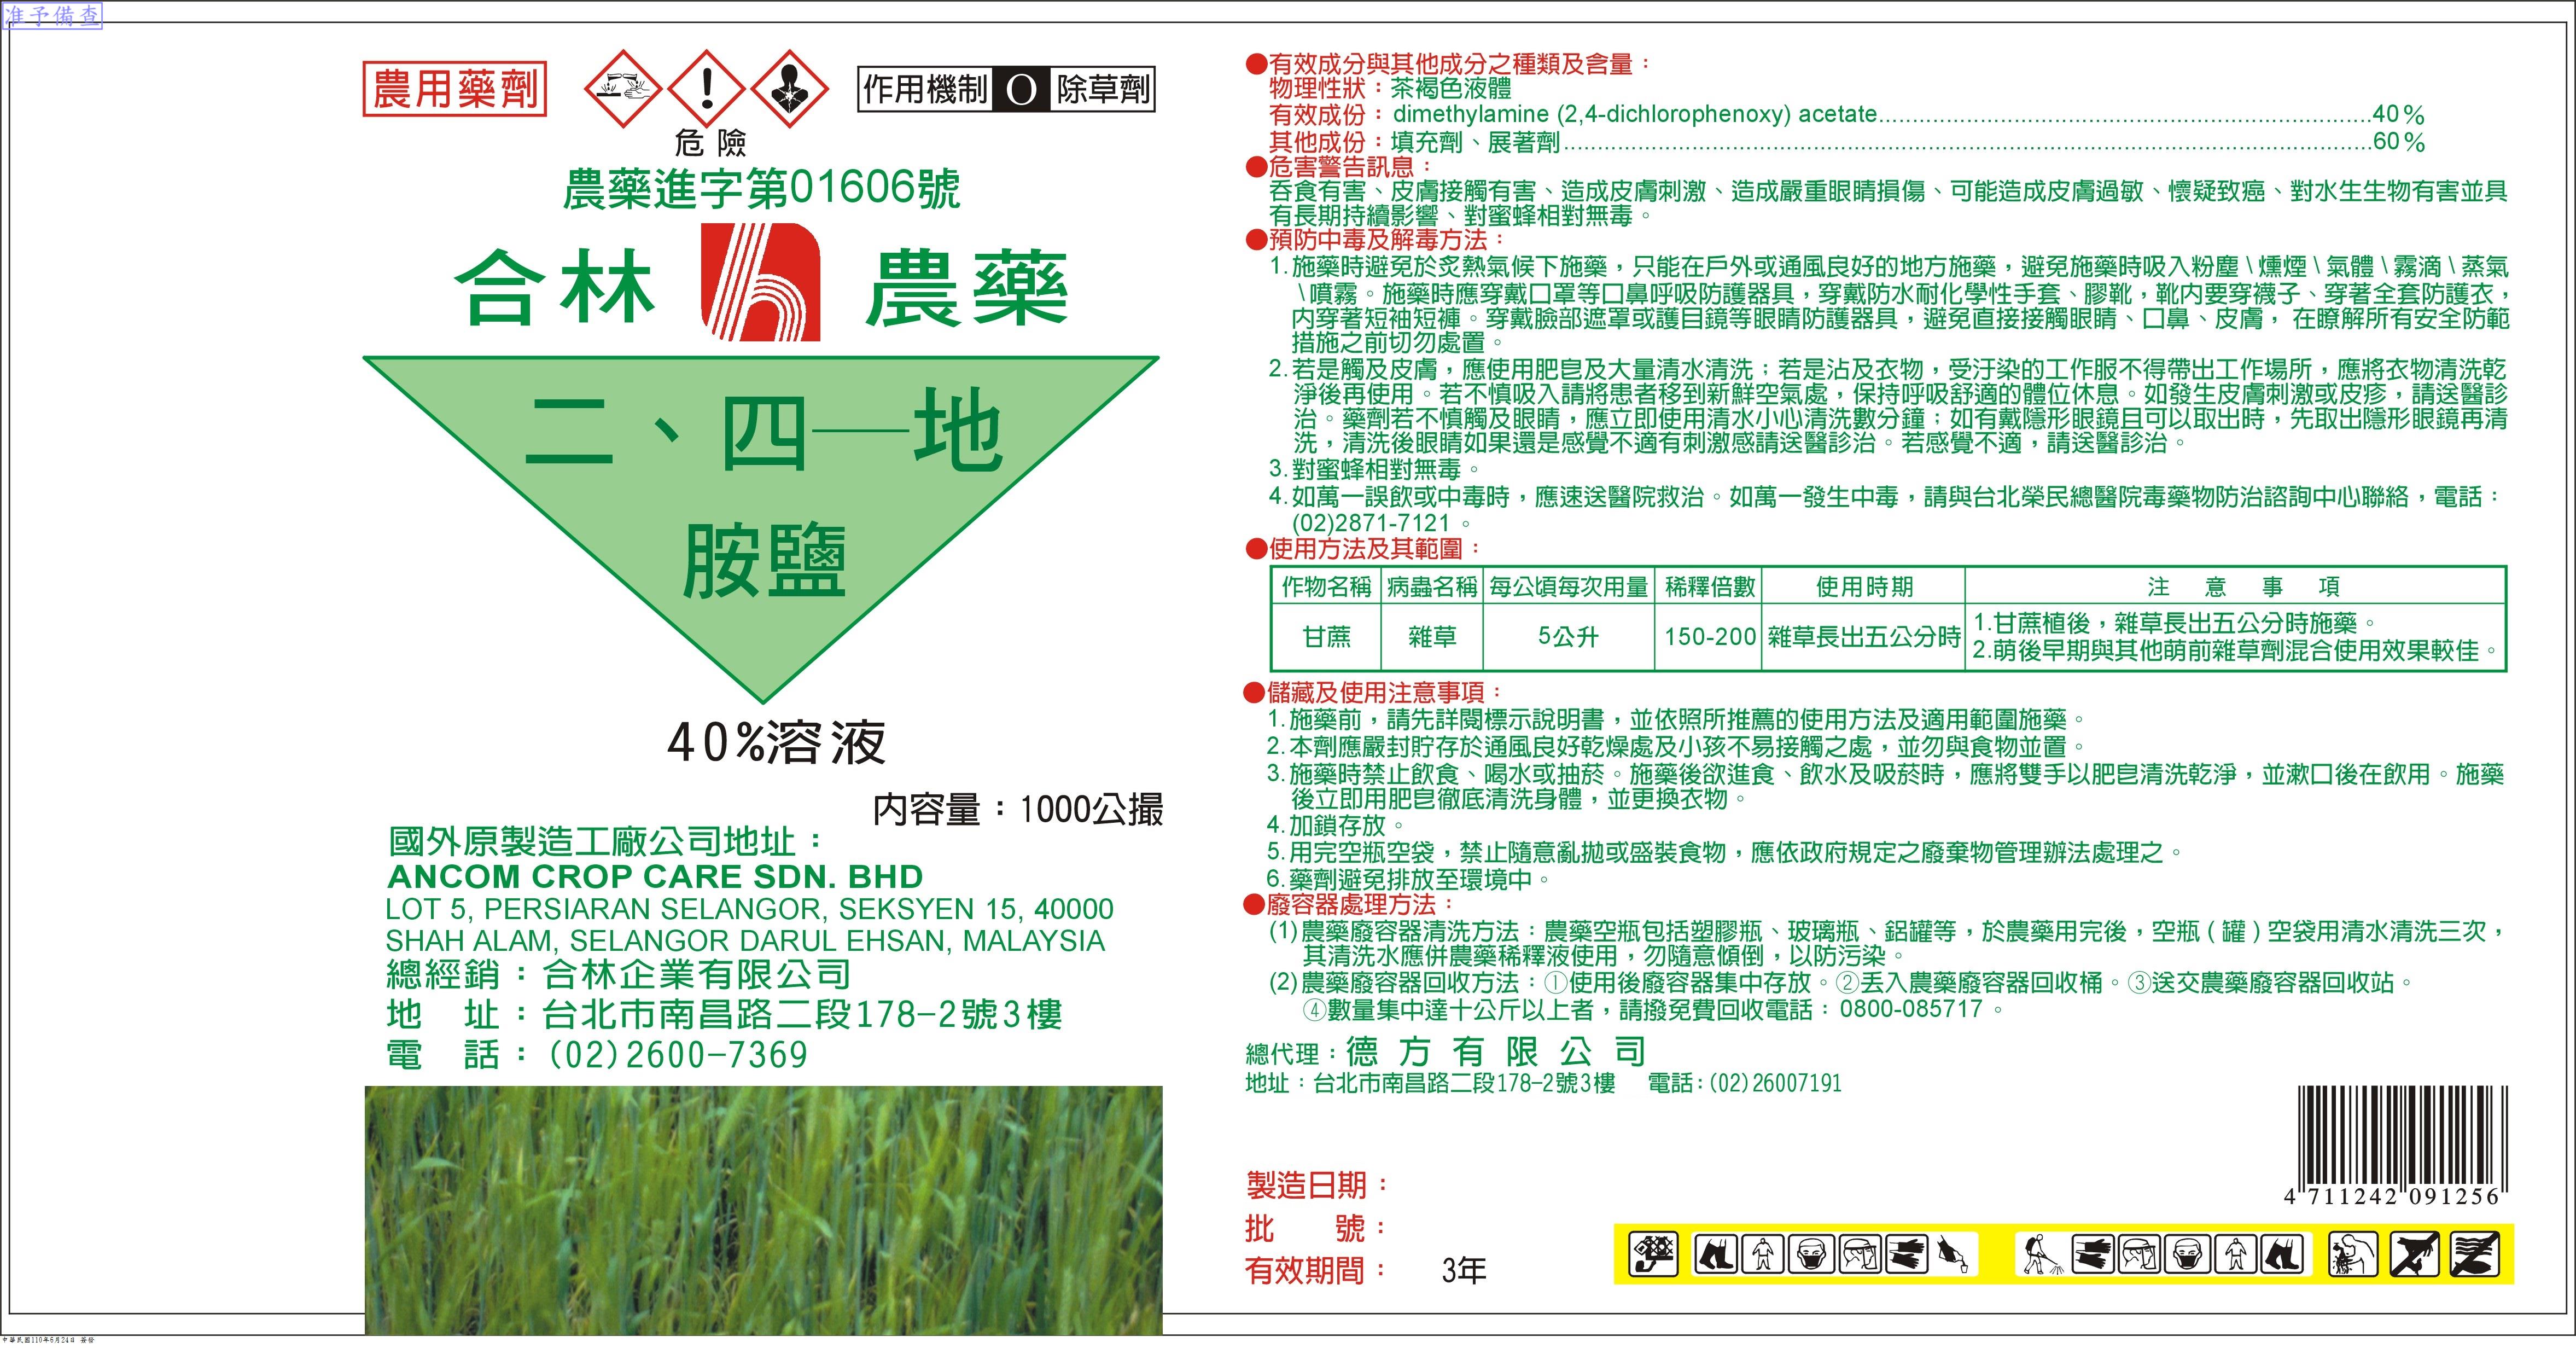 准予備查
農用藥劑
作用機制 O 除草劑
危險
農藥進字第01606號
合林 農藥
二、四─地
胺鹽
40%溶液
內容量：1000公撮
國外原製造工廠公司地址：
ANCOM CROP CARE SDN. BHD
LOT 5, PERSIARAN SELANGOR, SEKSYEN 15, 40000
SHAH ALAM, SELANGOR DARUL EHSAN, MALAYSIA
總經銷：合林企業有限公司
地　址：台北市南昌路二段178-2號3樓
電　話：(02)2600-7369
●有效成分與其他成分之種類及含量：
物理性狀：茶褐色液體
有效成份：dimethylamine (2,4-dichlorophenoxy) acetate......40%
其他成份：填充劑、展著劑......60%
●危害警告訊息：
吞食有害、皮膚接觸有害、造成皮膚刺激、造成嚴重眼睛損傷、可能造成皮膚過敏、懷疑致癌、對水生生物有害並具
有長期持續影響、對蜜蜂相對無毒。
●預防中毒及解毒方法：
1. 施藥時避免於炙熱氣候下施藥，只能在戶外或通風良好的地方施藥，避免施藥時吸入粉塵\燻煙\氣體\霧滴\蒸氣
\噴霧。施藥時應穿戴口罩等口鼻呼吸防護器具，穿戴防水耐化學性手套、膠靴，靴內要穿襪子、穿著全套防護衣，
內穿著短袖短褲。穿戴臉部遮罩或護目鏡等眼睛防護器具，避免直接接觸眼睛、口鼻、皮膚， 在瞭解所有安全防範
措施之前切勿處置。
2. 若是觸及皮膚，應使用肥皂及大量清水清洗；若是沾及衣物，受汙染的工作服不得帶出工作場所，應將衣物清洗乾
淨後再使用。若不慎吸入請將患者移到新鮮空氣處，保持呼吸舒適的體位休息。如發生皮膚刺激或皮疹，請送醫診
治。藥劑若不慎觸及眼睛，應立即使用清水小心清洗數分鐘；如有戴隱形眼鏡且可以取出時，先取出隱形眼鏡再清
洗，清洗後眼睛如果還是感覺不適有刺激感請送醫診治。若感覺不適，請送醫診治。
3. 對蜜蜂相對無毒。
4. 如萬一誤飲或中毒時，應速送醫院救治。如萬一發生中毒，請與台北榮民總醫院毒藥物防治諮詢中心聯絡，電話：
(02)2871-7121 。
●使用方法及其範圍：
作物名稱 病蟲名稱 每公頃每次用量 稀釋倍數 使用時期 注　意　事　項
甘蔗 雜草 5公升 150-200 雜草長出五公分時 1.甘蔗植後，雜草長出五公分時施藥。
2.萌後早期與其他萌前雜草劑混合使用效果較佳。
●儲藏及使用注意事項：
1. 施藥前，請先詳閱標示說明書，並依照所推薦的使用方法及適用範圍施藥。
2. 本劑應嚴封貯存於通風良好乾燥處及小孩不易接觸之處，並勿與食物並置。
3. 施藥時禁止飲食、喝水或抽菸。施藥後欲進食、飲水及吸菸時，應將雙手以肥皂清洗乾淨，並漱口後在飲用。施藥
後立即用肥皂徹底清洗身體，並更換衣物。
4. 加鎖存放。
5. 用完空瓶空袋，禁止隨意亂拋或盛裝食物，應依政府規定之廢棄物管理辦法處理之。
6. 藥劑避免排放至環境中。
●廢容器處理方法：
(1)農藥廢容器清洗方法：農藥空瓶包括塑膠瓶、玻璃瓶、鋁罐等，於農藥用完後，空瓶(罐)空袋用清水清洗三次，
其清洗水應併農藥稀釋液使用，勿隨意傾倒，以防污染。
(2)農藥廢容器回收方法：①使用後廢容器集中存放。②丟入農藥廢容器回收桶。③送交農藥廢容器回收站。
④數量集中達十公斤以上者，請撥免費回收電話：0800-085717 。
總代理：德方有限公司
地址：台北市南昌路二段178-2號3樓　電話：(02)26007191
製造日期：
批　　號：
有效期間：　3年
4 711242 091256
中華民國110年6月24日 簽發